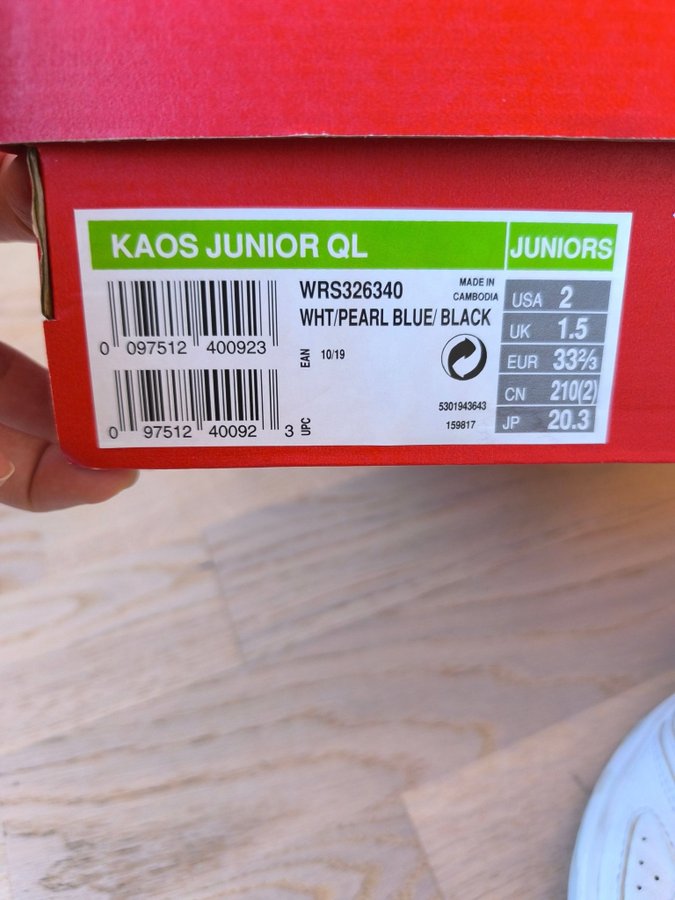 KAOS JUNIOR QL
JUNIORS
WRS326340
MADE IN
CAMBODIA
WHT/PEARL BLUE/ BLACK
0 097512 400923
EAN 10/19
0 97512 40092 3
UPC
5301943643
159817
USA 2
UK 1.5
EUR 33⅔
CN 210(2)
JP 20.3